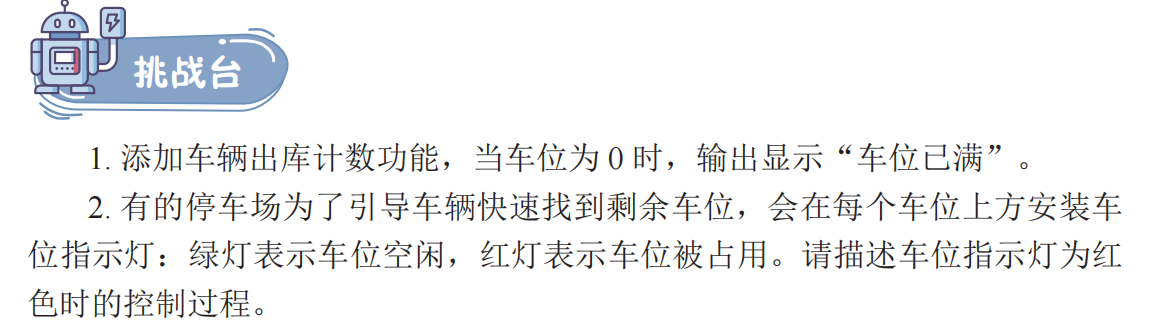 挑战台
1. 添加车辆出库计数功能，当车位为 0 时，输出显示“车位已满”。
2. 有的停车场为了引导车辆快速找到剩余车位，会在每个车位上方安装车
位指示灯：绿灯表示车位空闲，红灯表示车位被占用。请描述车位指示灯为红
色时的控制过程。